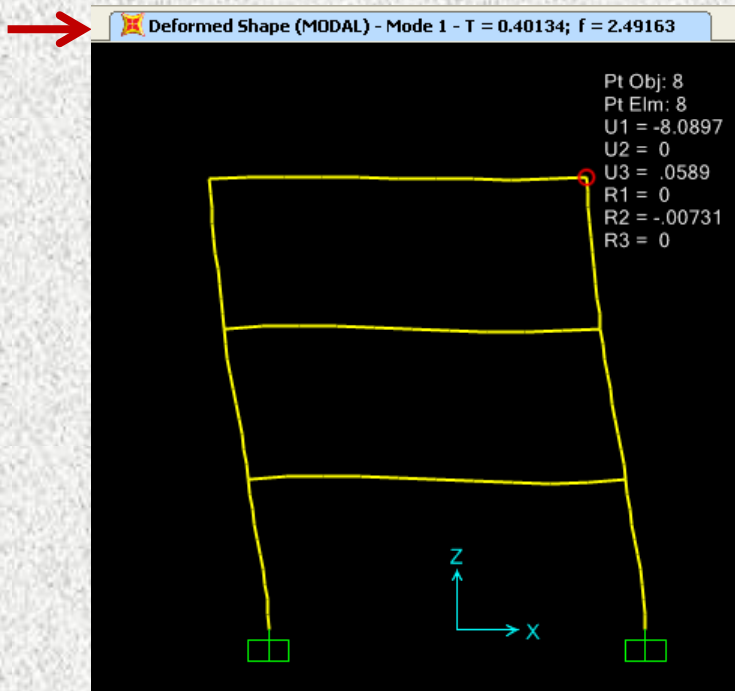 Deformed Shape (MODAL) - Mode 1 - T = 0.40134; f = 2.49163
Pt Obj: 8
Pt Elm: 8
U1 = -8.0897
U2 = 0
U3 = .0589
R1 = 0
R2 = -.00731
R3 = 0
Z
X